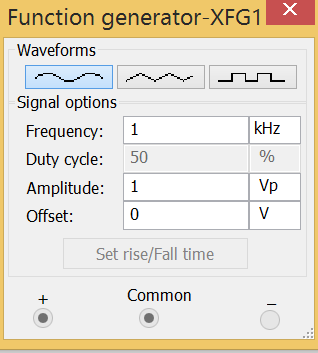 Function generator-XFG1
Waveforms
Signal options
Frequency: 1 kHz
Duty cycle: 50 %
Amplitude: 1 Vp
Offset: 0 V
Set rise/Fall time
+ Common –